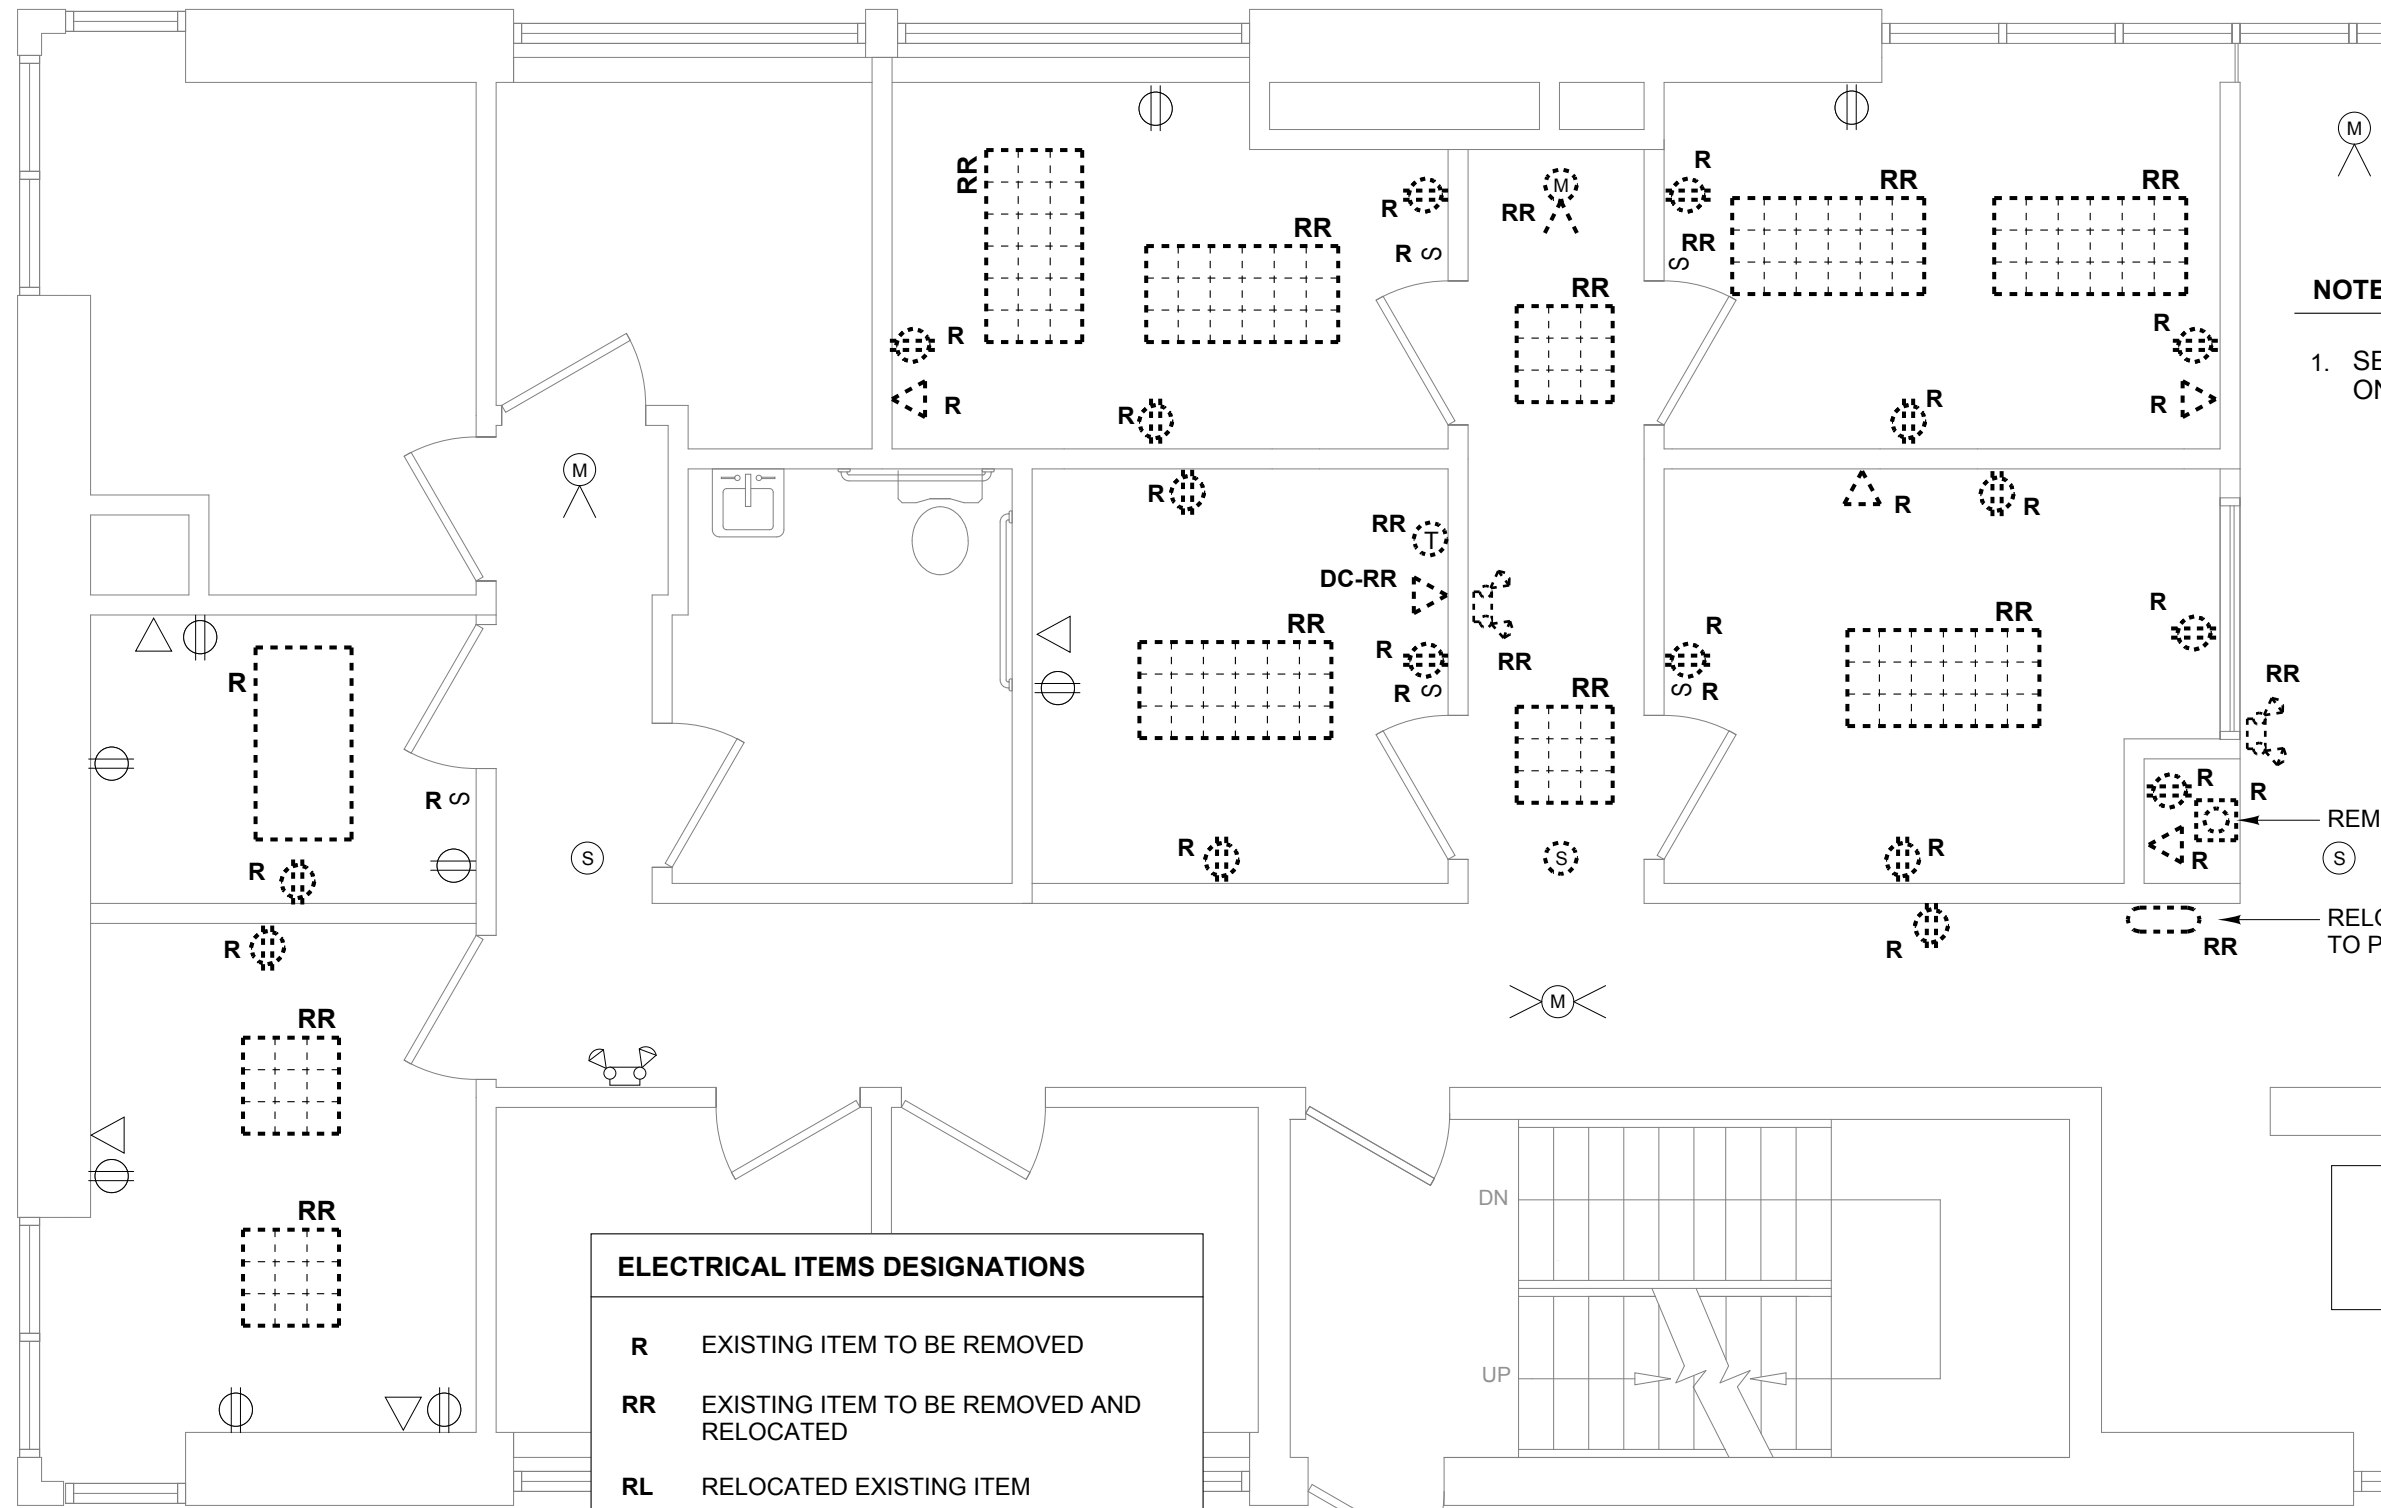 M
R
RR
RR
RR
M
RR
R
RR
R
S
RR
S
RR
NOTE
R
R
R
R
1. SE
ON
R
R
R
M
R
R
R
RR
T
DC-RR
R
RR
R
R
RR
RR
R
R
R
RR
RR
R
S
S
R
R
R
R
S
R
REM
R
R
R
S
S
S
R
R
RELO
TO P
R
RR
M
RR
DN
RR
ELECTRICAL ITEMS DESIGNATIONS
R EXISTING ITEM TO BE REMOVED
UP
RR EXISTING ITEM TO BE REMOVED AND
RELOCATED
RL RELOCATED EXISTING ITEM